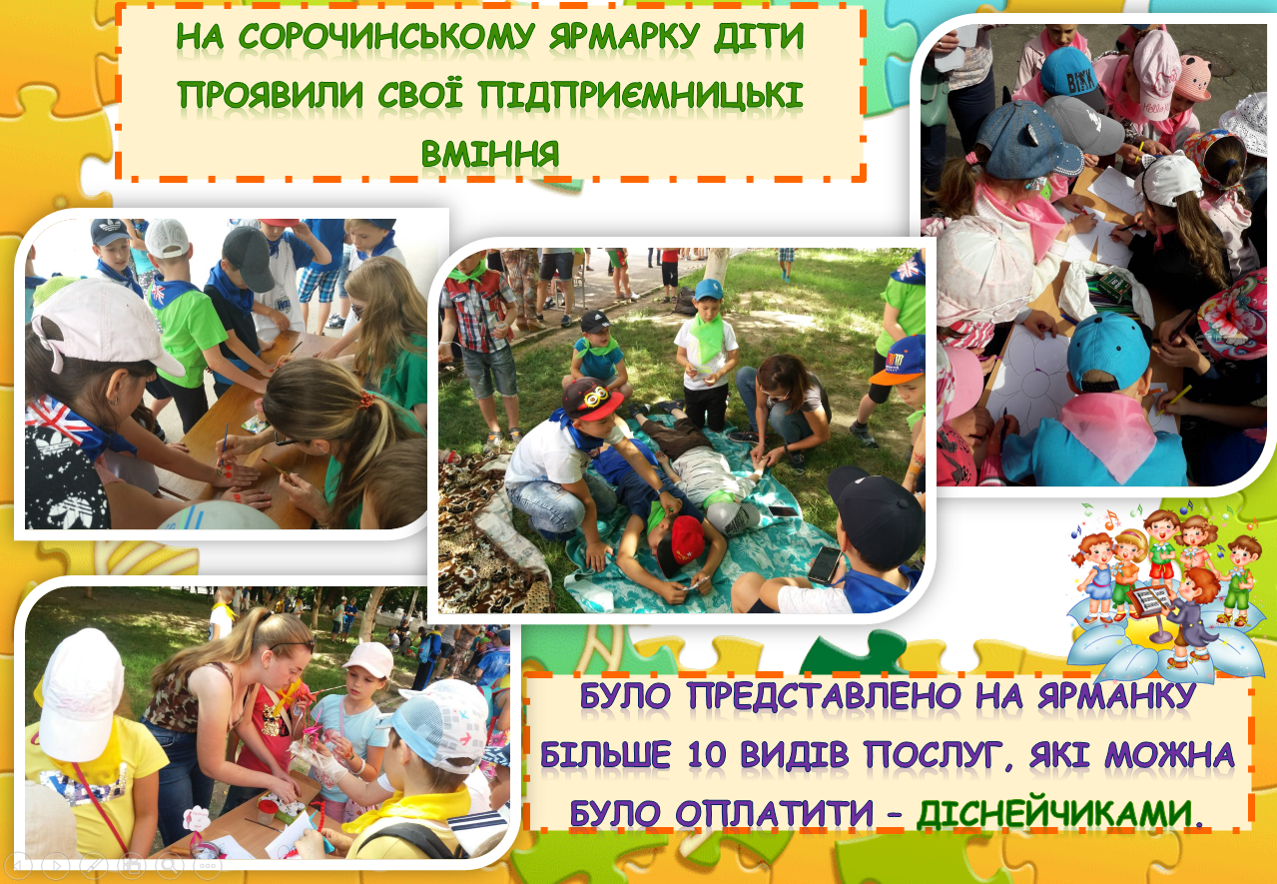 НА СОРОЧИНСЬКОМУ ЯРМАРКУ ДІТИ
ПРОЯВИЛИ СВОЇ ПІДПРИЄМНИЦЬКІ
ВМІННЯ
ВІЖК
БУЛО ПРЕДСТАВЛЕНО НА ЯРМАНКУ
БІЛЬШЕ 10 ВИДІВ ПОСЛУГ, ЯКІ МОЖНА
БУЛО ОПЛАТИТИ – ДІСНЕЙЧИКАМИ.